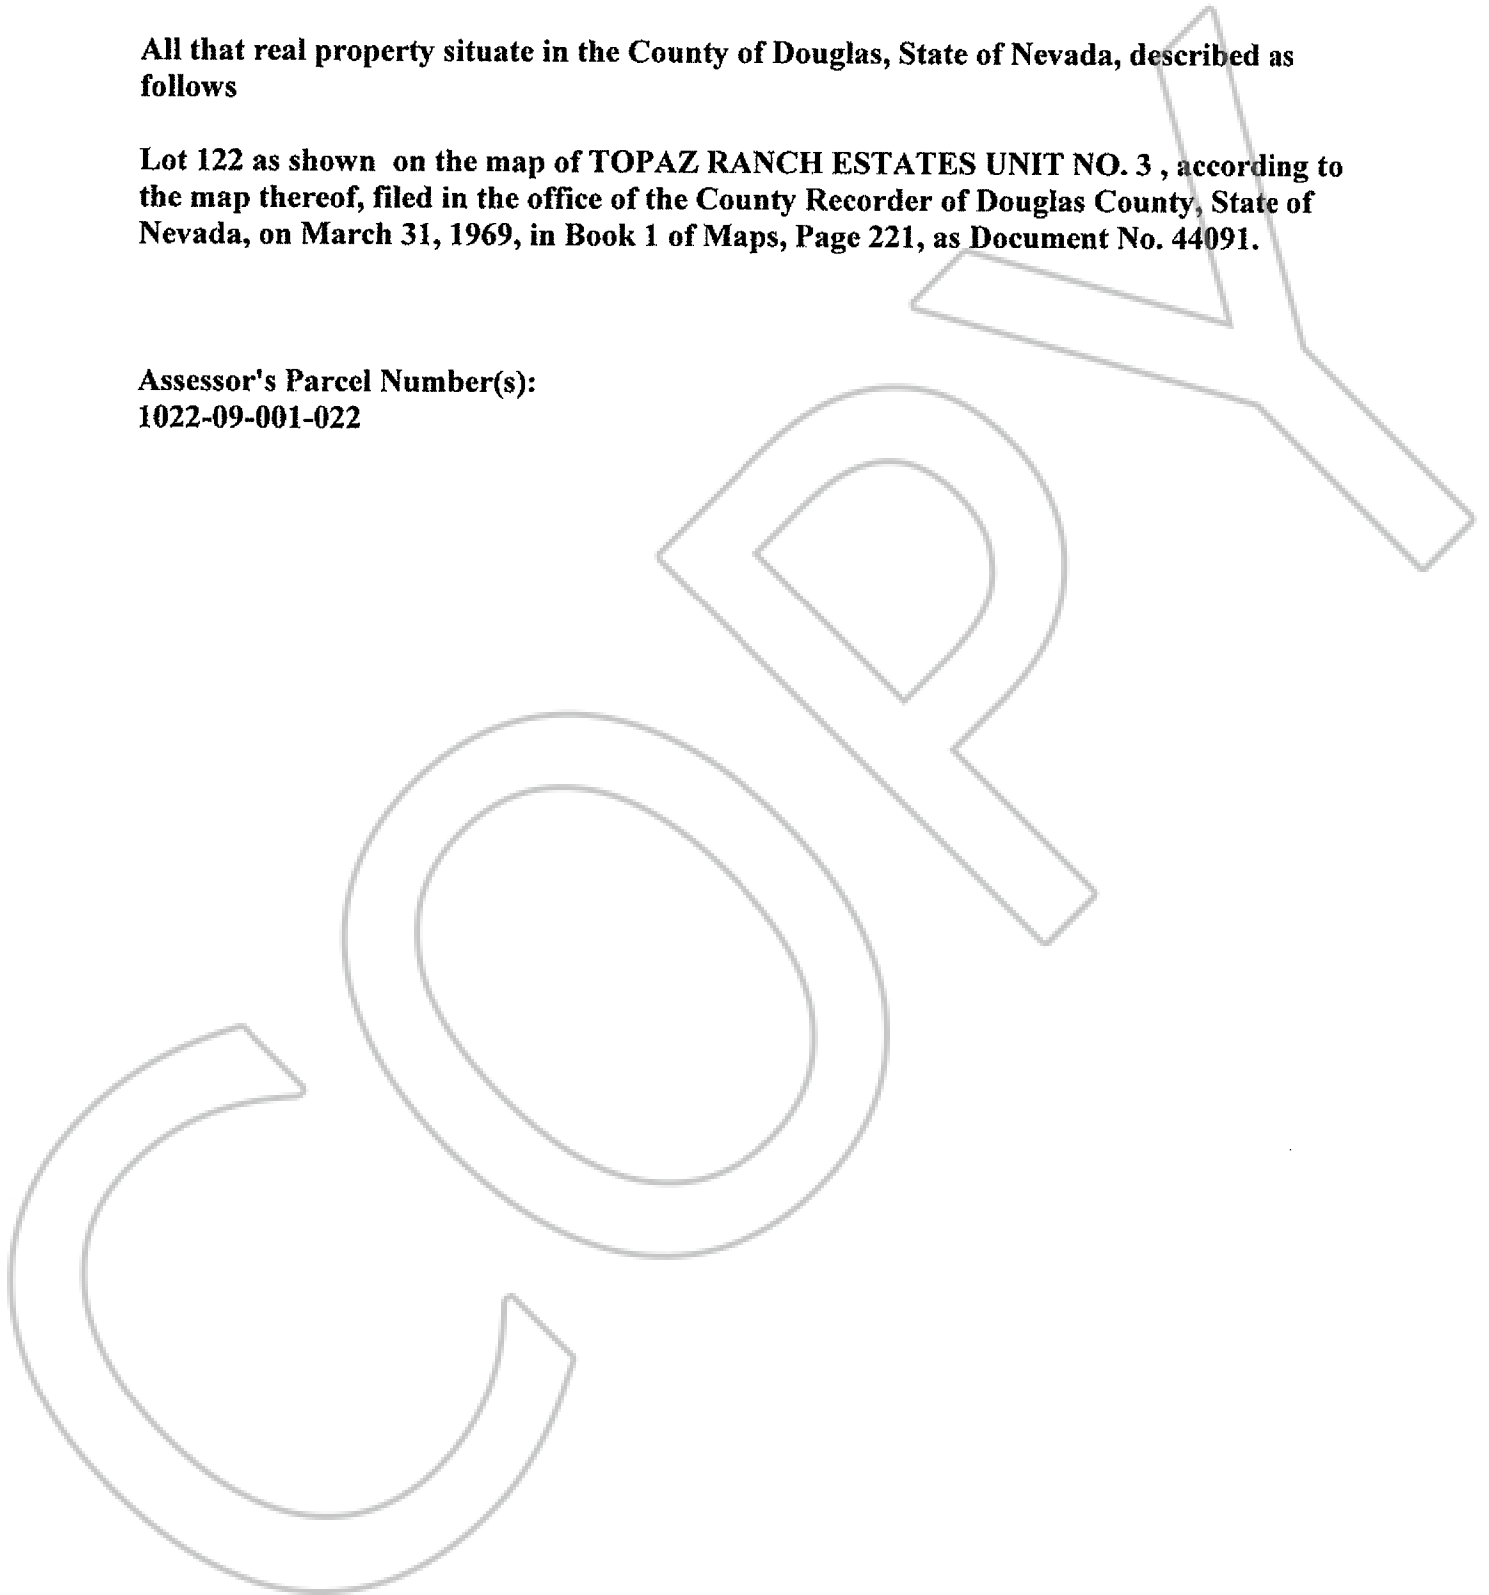 All that real property situate in the County of Douglas, State of Nevada, described as
follows
Lot 122 as shown  on the map of TOPAZ RANCH ESTATES UNIT NO. 3 , according to
the map thereof, filed in the office of the County Recorder of Douglas County, State of
Nevada, on March 31, 1969, in Book 1 of Maps, Page 221, as Document No. 44091.
Assessor's Parcel Number(s):
1022-09-001-022
COPY